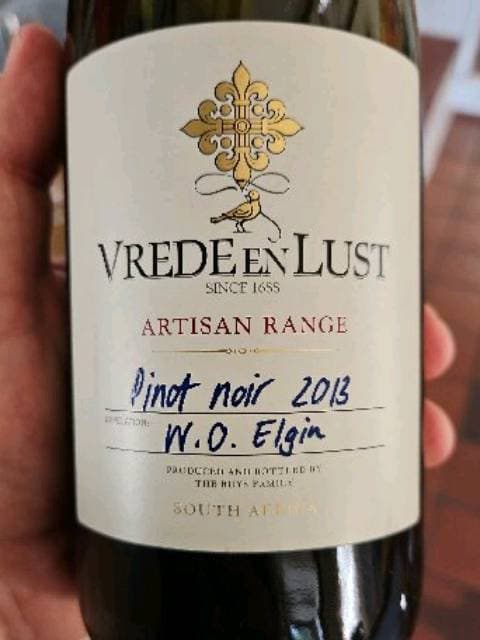 VREDE EN LUST
SINCE 1688
ARTISAN RANGE
Pinot noir 2013
W.O. Elgin
PRODUCED AND BOTTLED BY
THE BUYS FAMILY
SOUTH AFRICA